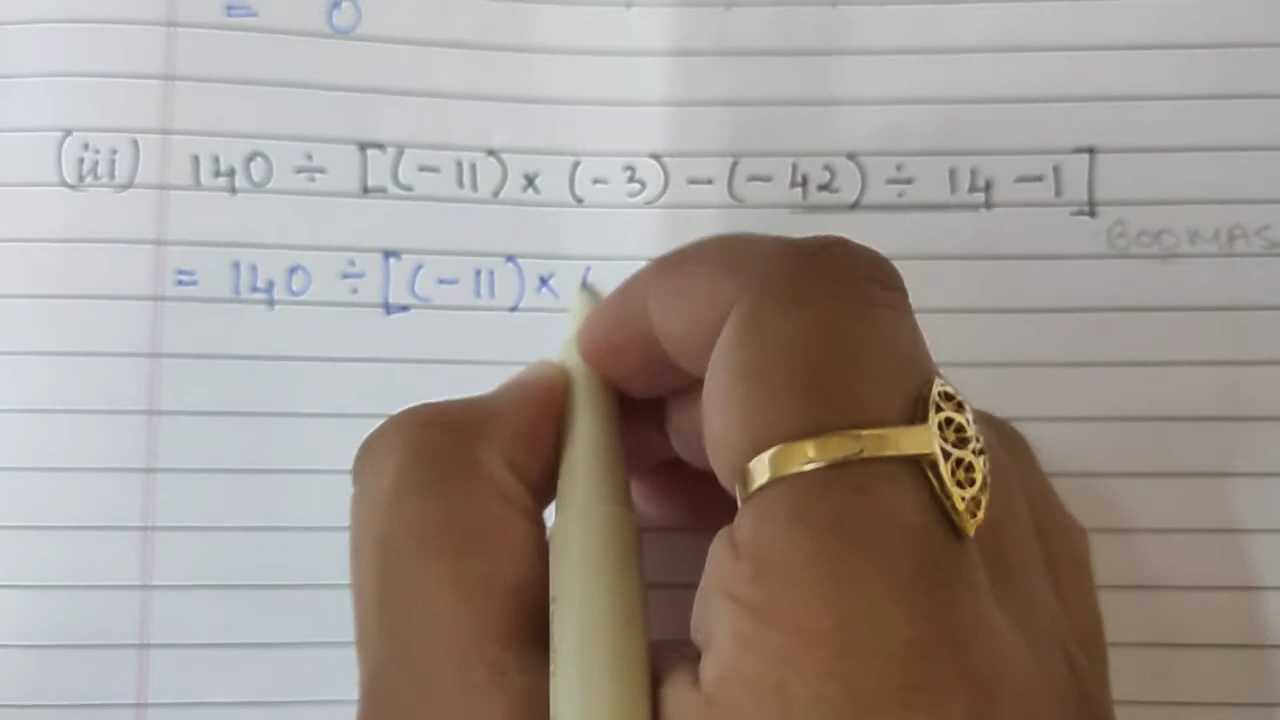 = 0
(iii) 140 ÷ [(-11) × (-3) - (-42) ÷ 14 - 1]
BODMAS
= 140 ÷ [(-11) × (